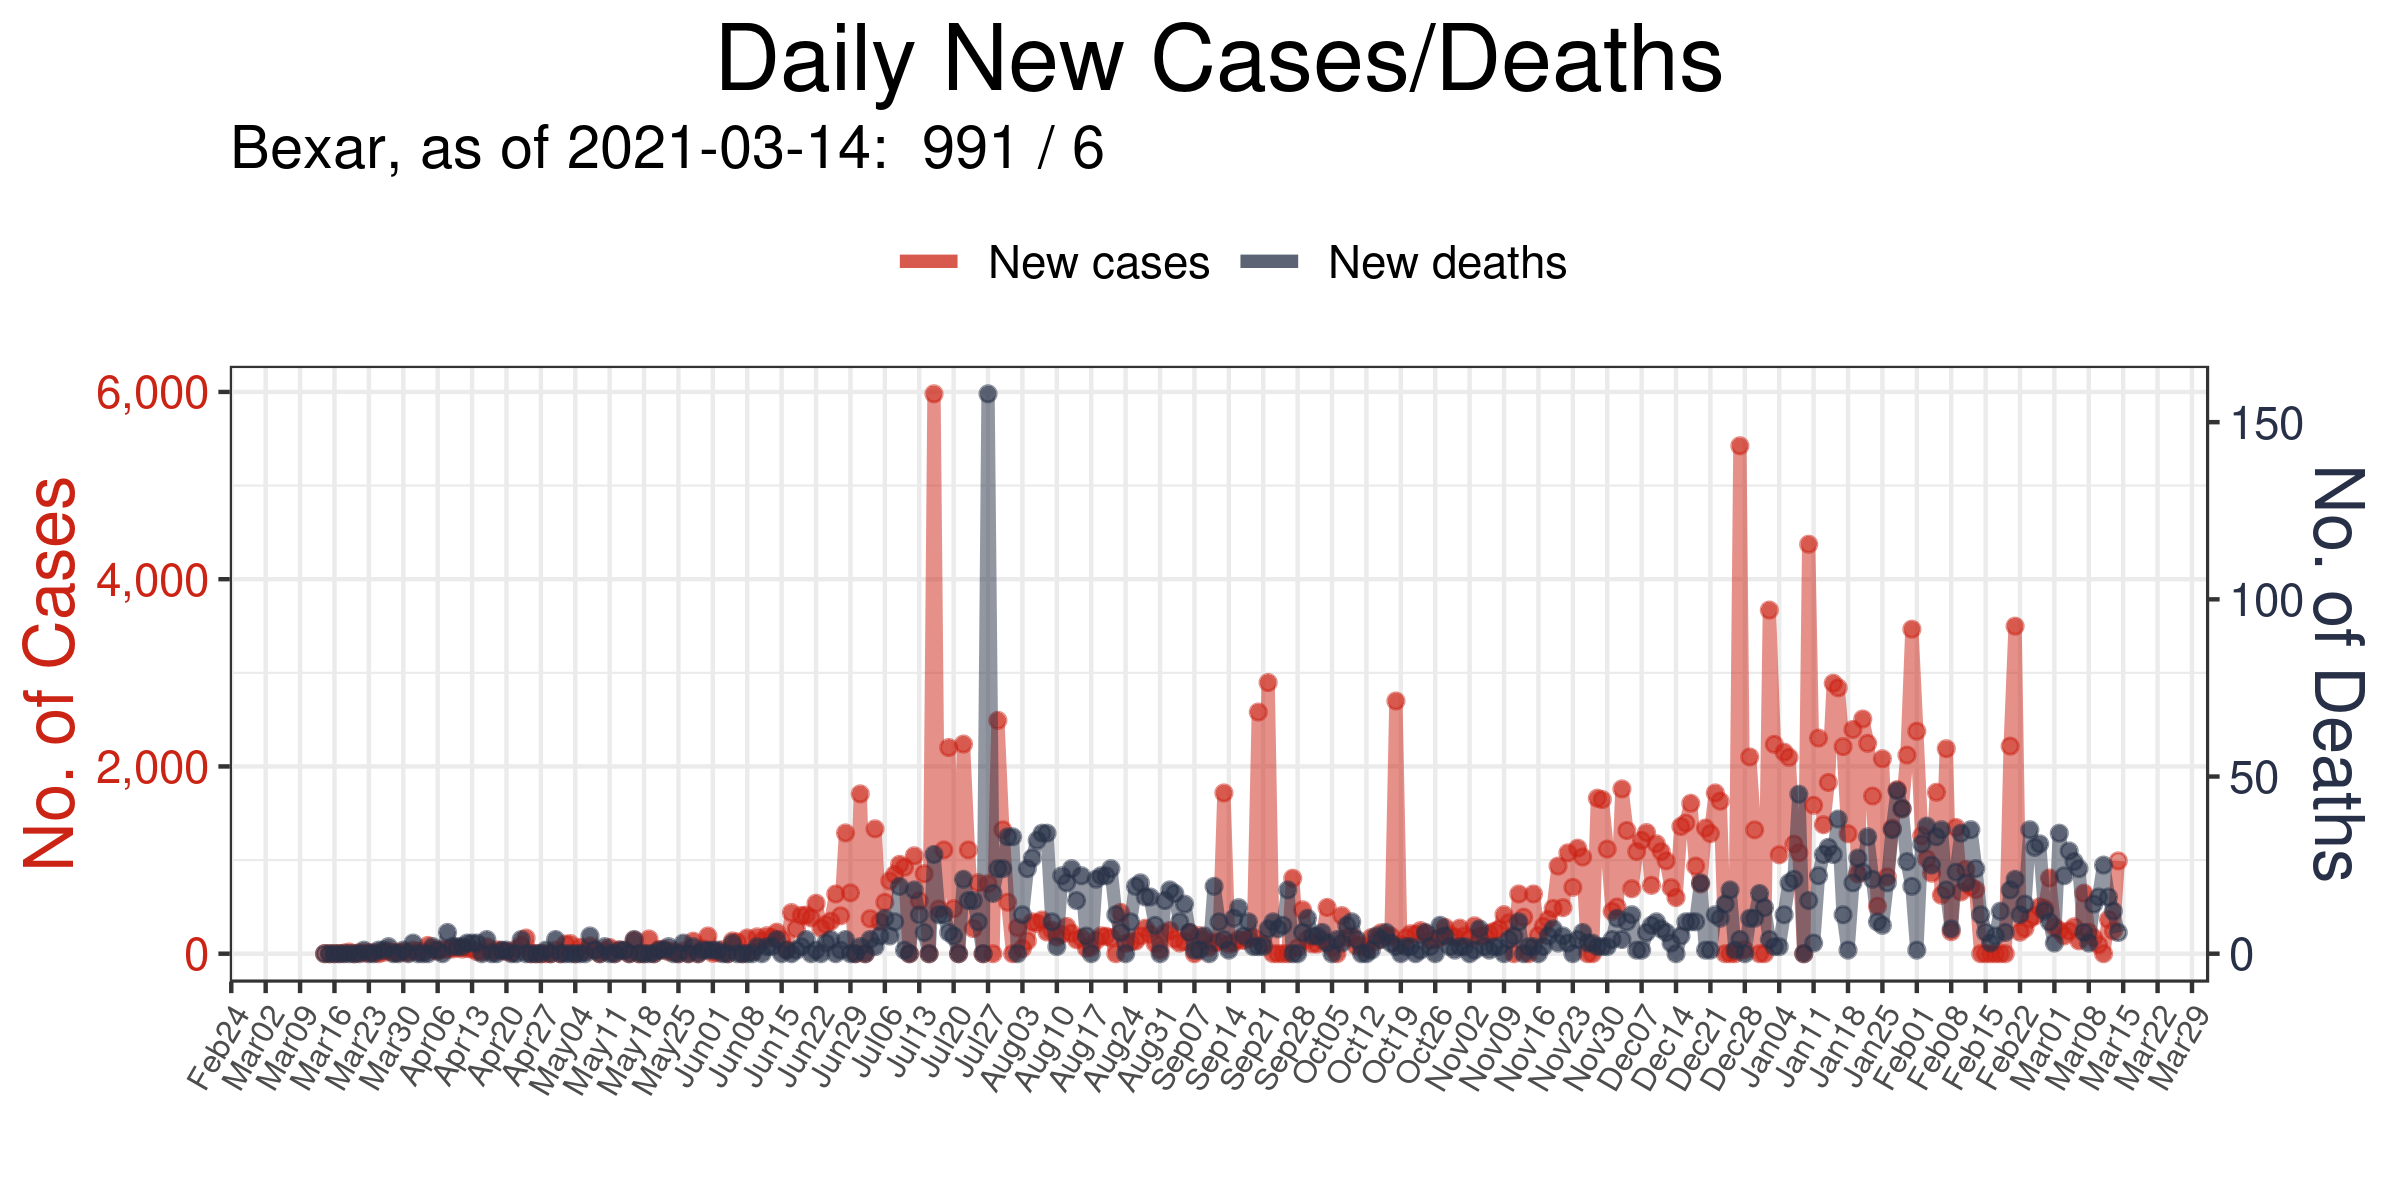 Daily New Cases/Deaths
Bexar, as of 2021-03-14:  991 / 6
New cases New deaths
No. of Cases
6,000
4,000
2,000
0
150
100
50
0
No. of Deaths
Feb24 Mar02 Mar09 Mar16 Mar23 Mar30 Apr06 Apr13 Apr20 Apr27 May04 May11 May18 May25 Jun01 Jun08 Jun15 Jun22 Jun29 Jul06 Jul13 Jul20 Jul27 Aug03 Aug10 Aug17 Aug24 Aug31 Sep07 Sep14 Sep21 Sep28 Oct05 Oct12 Oct19 Oct26 Nov02 Nov09 Nov16 Nov23 Nov30 Dec07 Dec14 Dec21 Dec28 Jan04 Jan11 Jan18 Jan25 Feb01 Feb08 Feb15 Feb22 Mar01 Mar08 Mar15 Mar22 Mar29